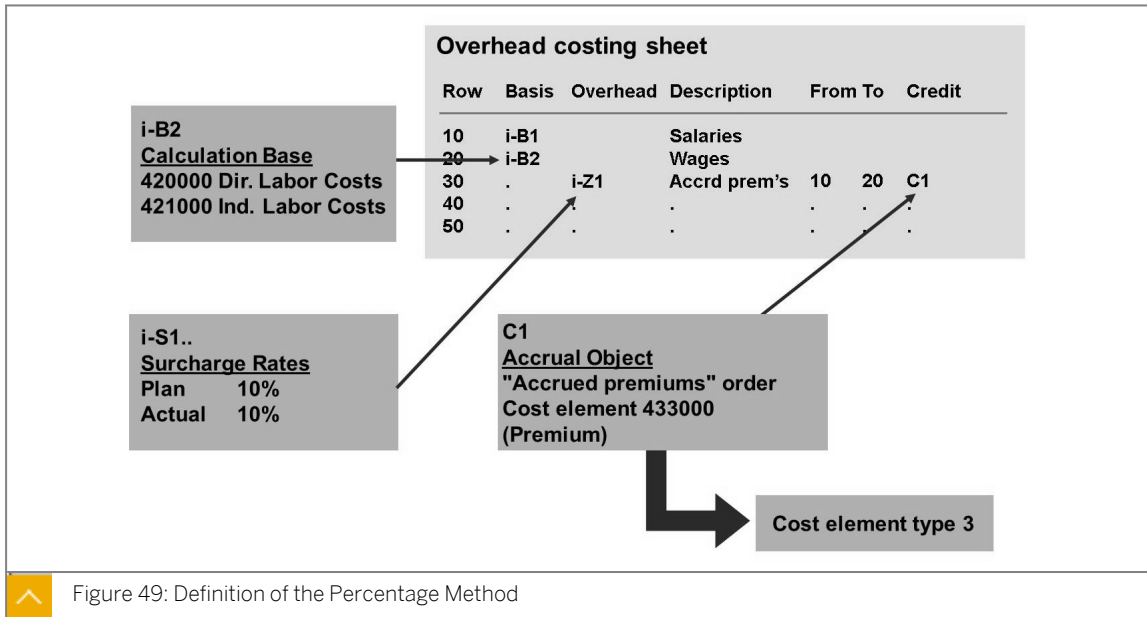 Overhead costing sheet
Row Basis Overhead Description From To Credit
10 i-B1 Salaries
20 i-B2 Wages
30 . i-Z1 Accrd prem's 10 20 C1
40 . . . . . .
50 . . . . . .
i-B2
Calculation Base
420000 Dir. Labor Costs
421000 Ind. Labor Costs
i-S1..
Surcharge Rates
Plan 10%
Actual 10%
C1
Accrual Object
"Accrued premiums" order
Cost element 433000
(Premium)
Cost element type 3
Figure 49: Definition of the Percentage Method